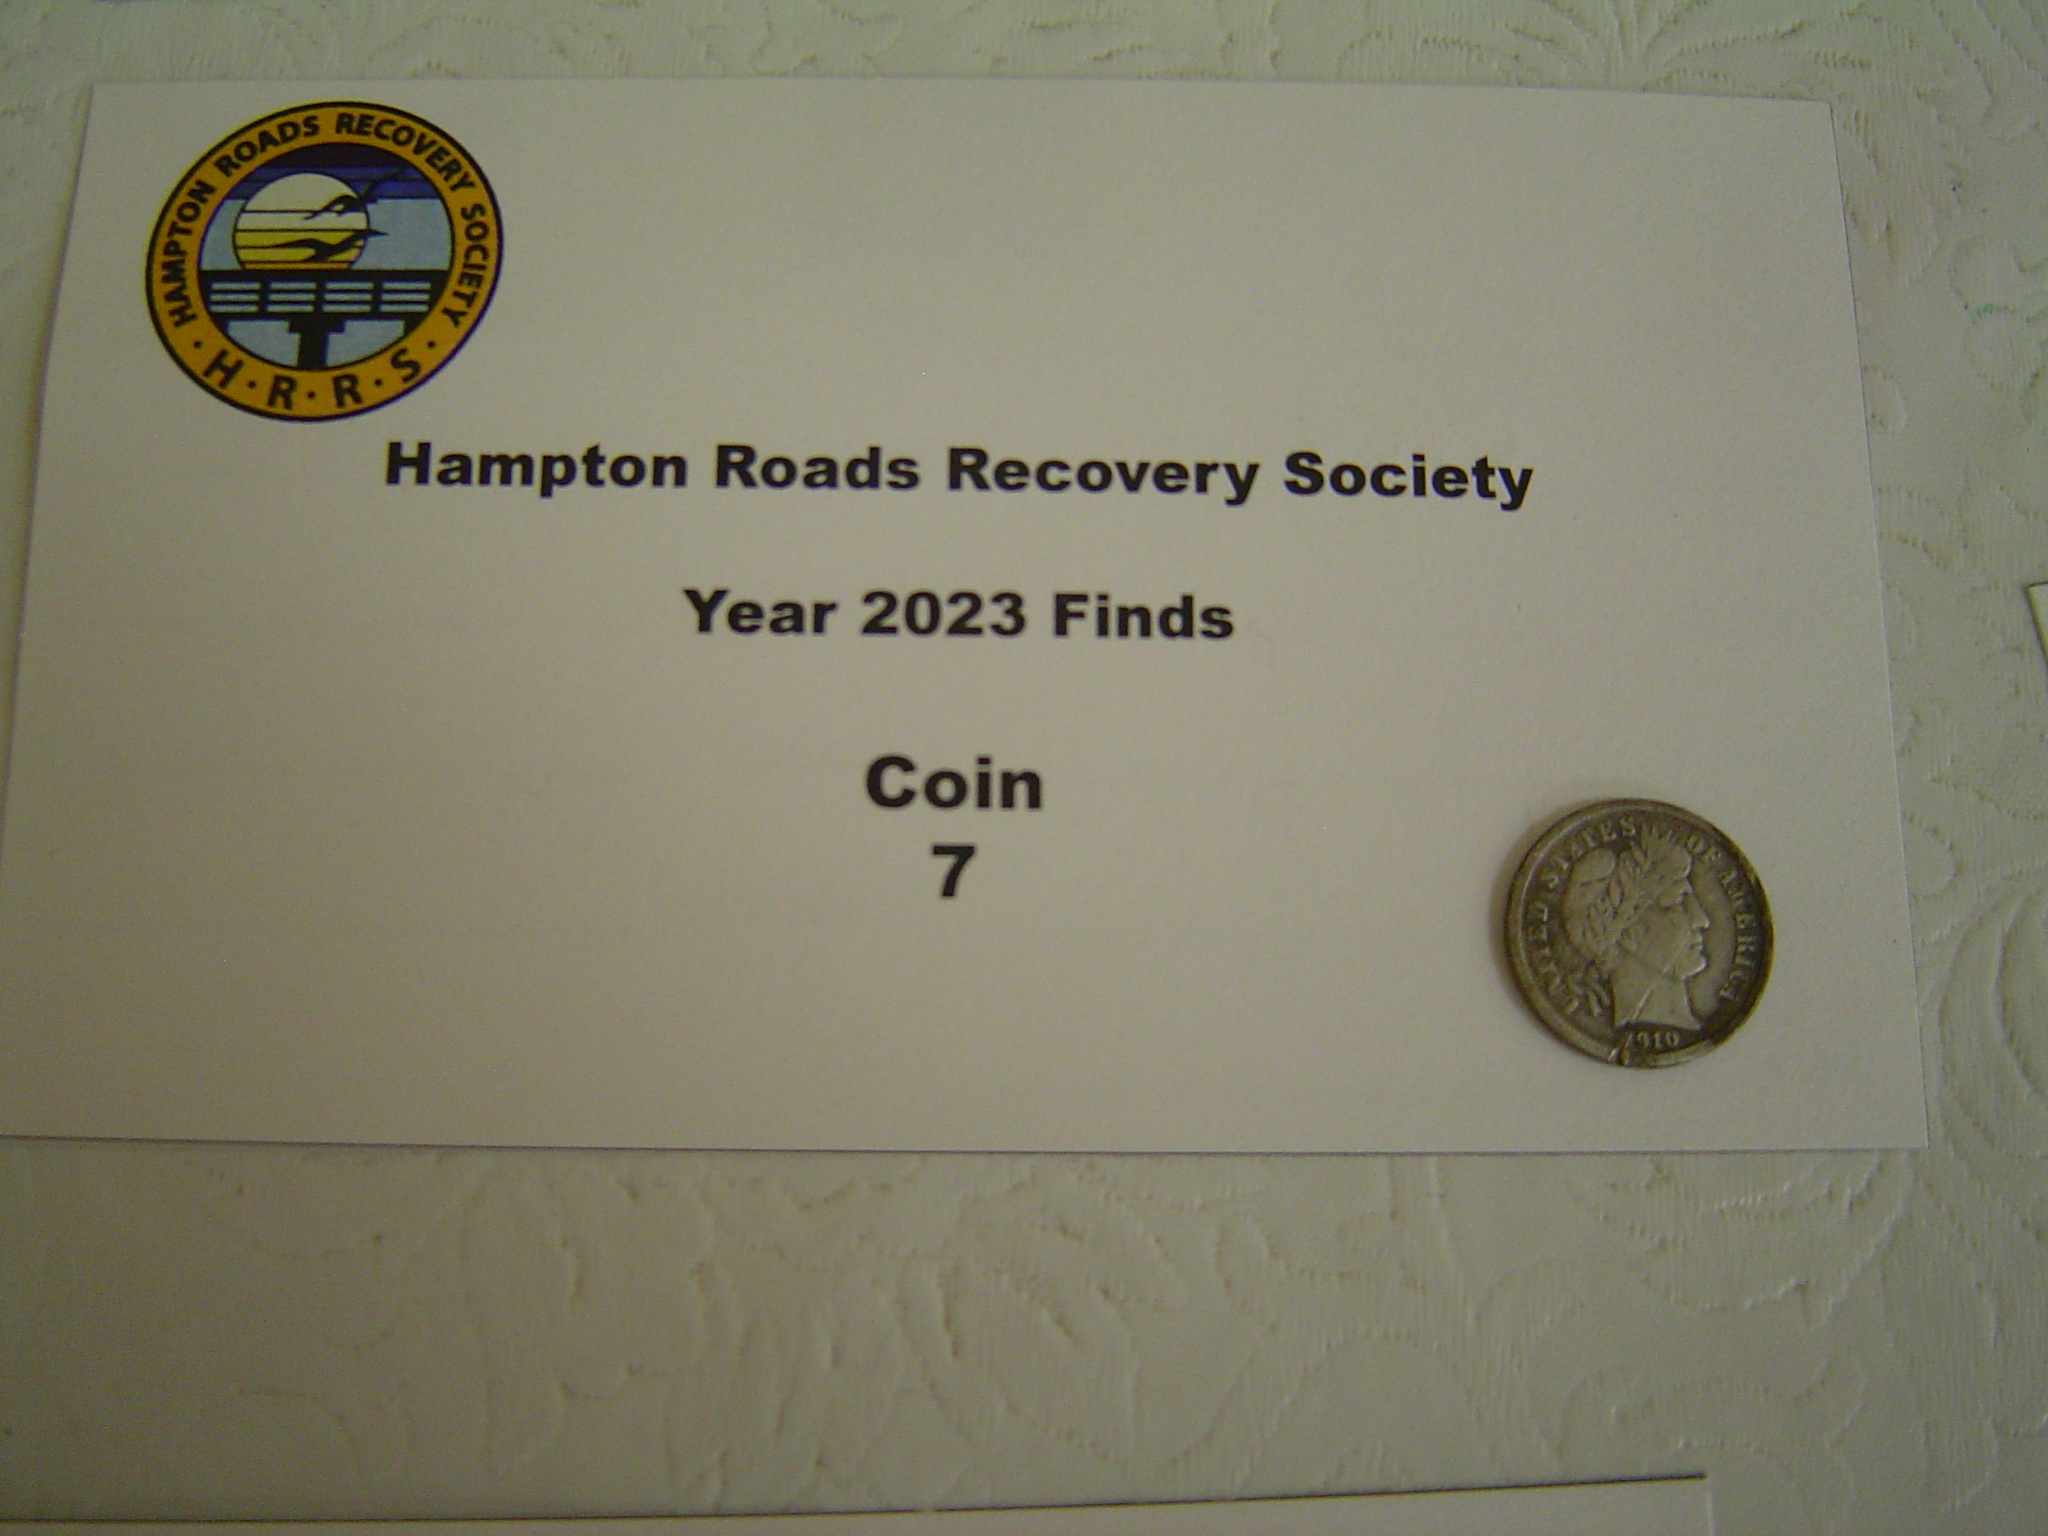 HAMPTON ROADS RECOVERY SOCIETY
· H · R · R · S ·
Hampton Roads Recovery Society
Year 2023 Finds
Coin
7
UNITED STATES OF AMERICA
1910